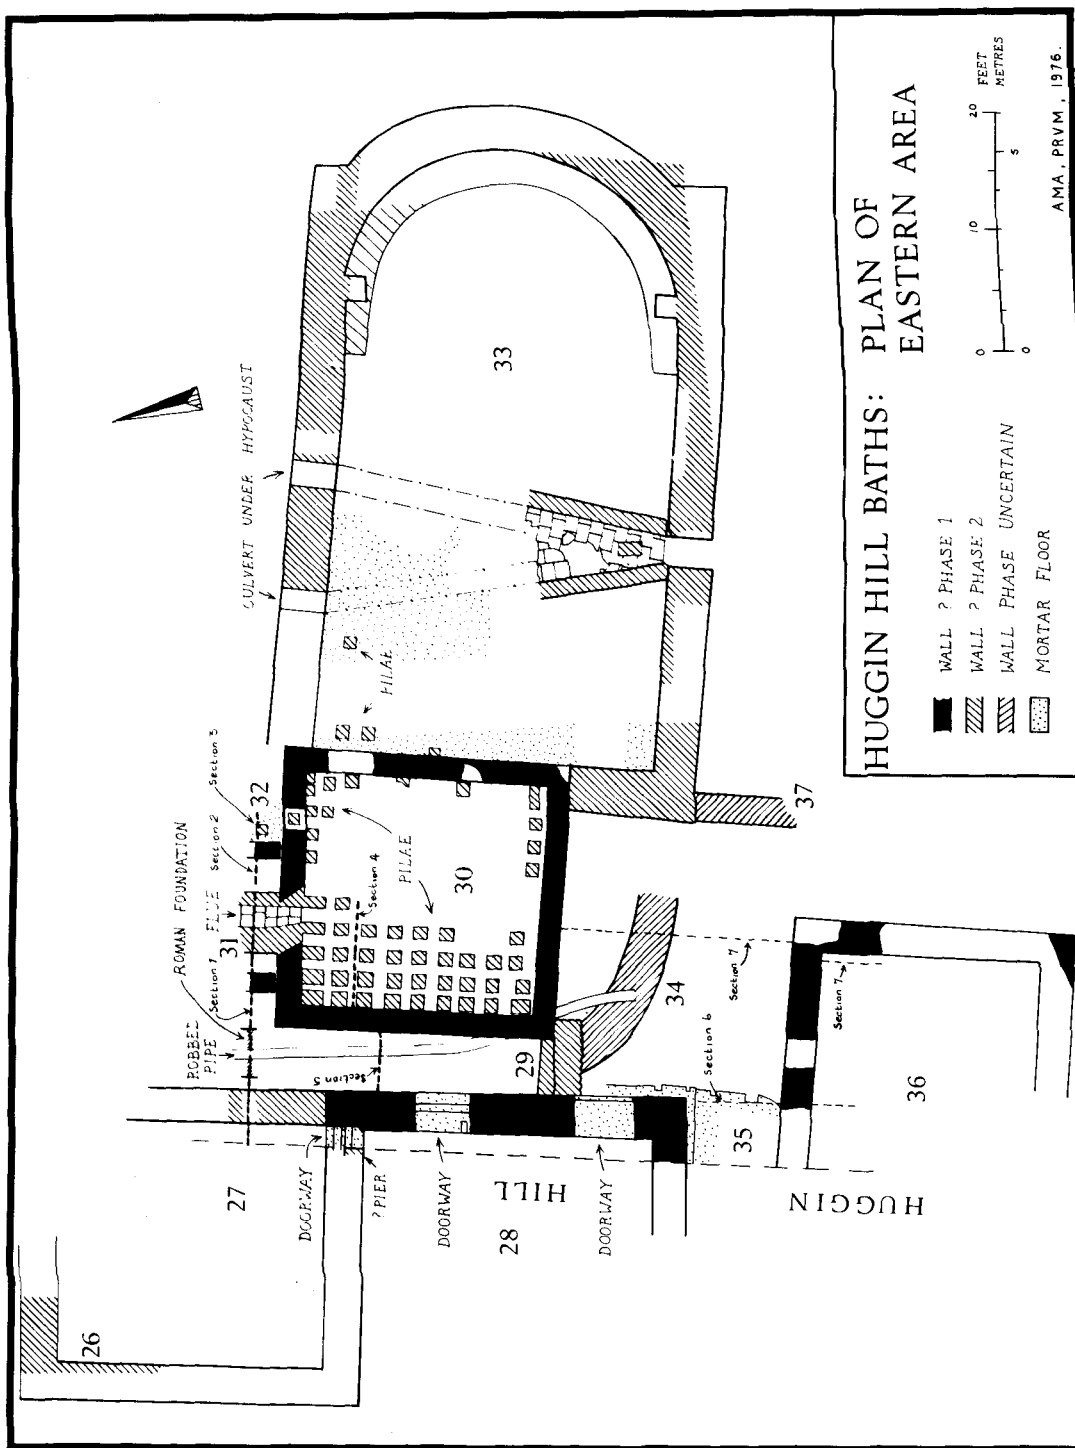 HUGGIN HILL BATHS: PLAN OF
EASTERN AREA
WALL ? PHASE 1
WALL ? PHASE 2
WALL PHASE UNCERTAIN
MORTAR FLOOR
0 10 20 FEET
0 5 METRES
AMA, PRVM, 1976.
CULVERT UNDER HYPOCAUST
33
PILAE
Section 3
32
Section 2
FLUE
31
ROMAN FOUNDATION
Section 1
ROBBED
PIPE
PILAE
Section 4
30
Section 5
29
34
37
Section 7
Section 7
Section 6
35
36
26
27
DOORWAY
? PIER
DOORWAY
28
DOORWAY
HUGGIN
HILL